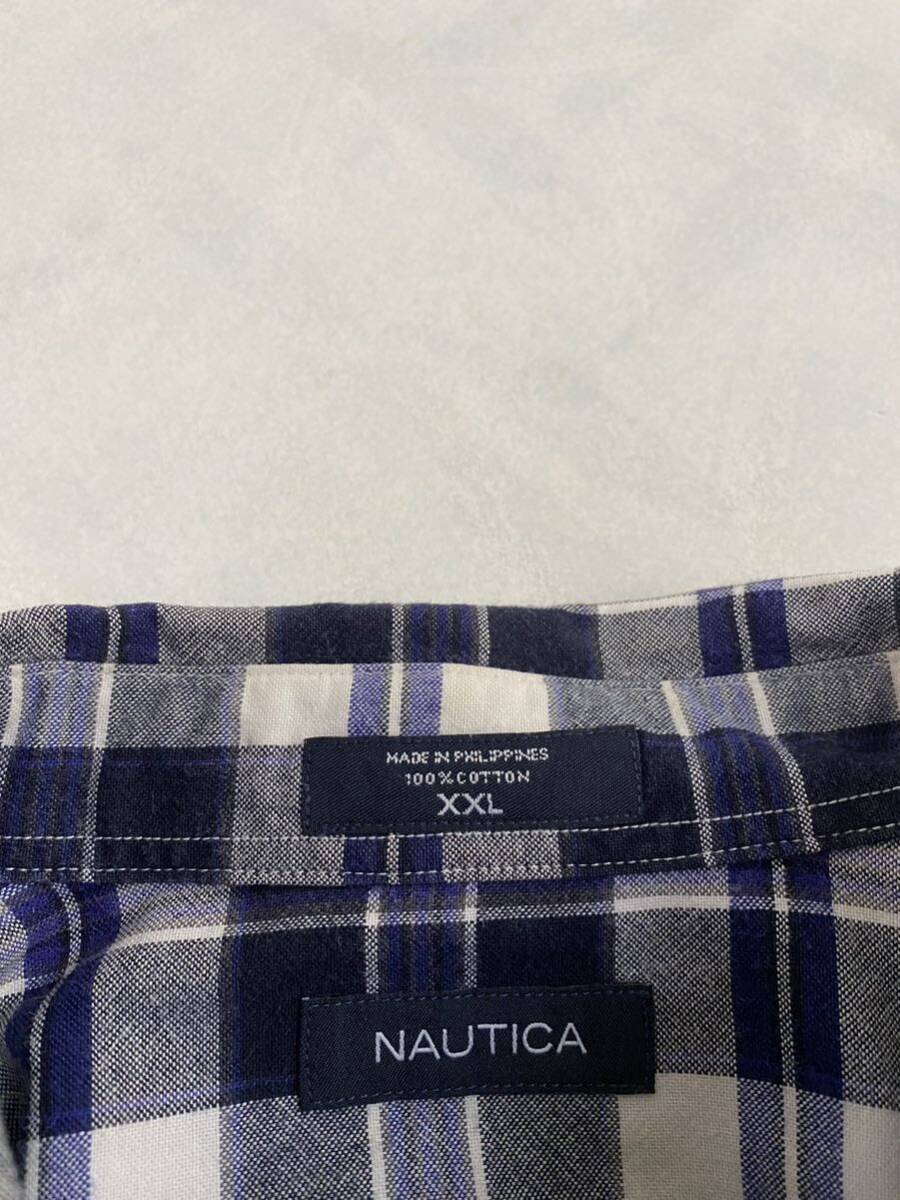 MADE IN PHILIPPINES
100% COTTON
XXL
NAUTICA